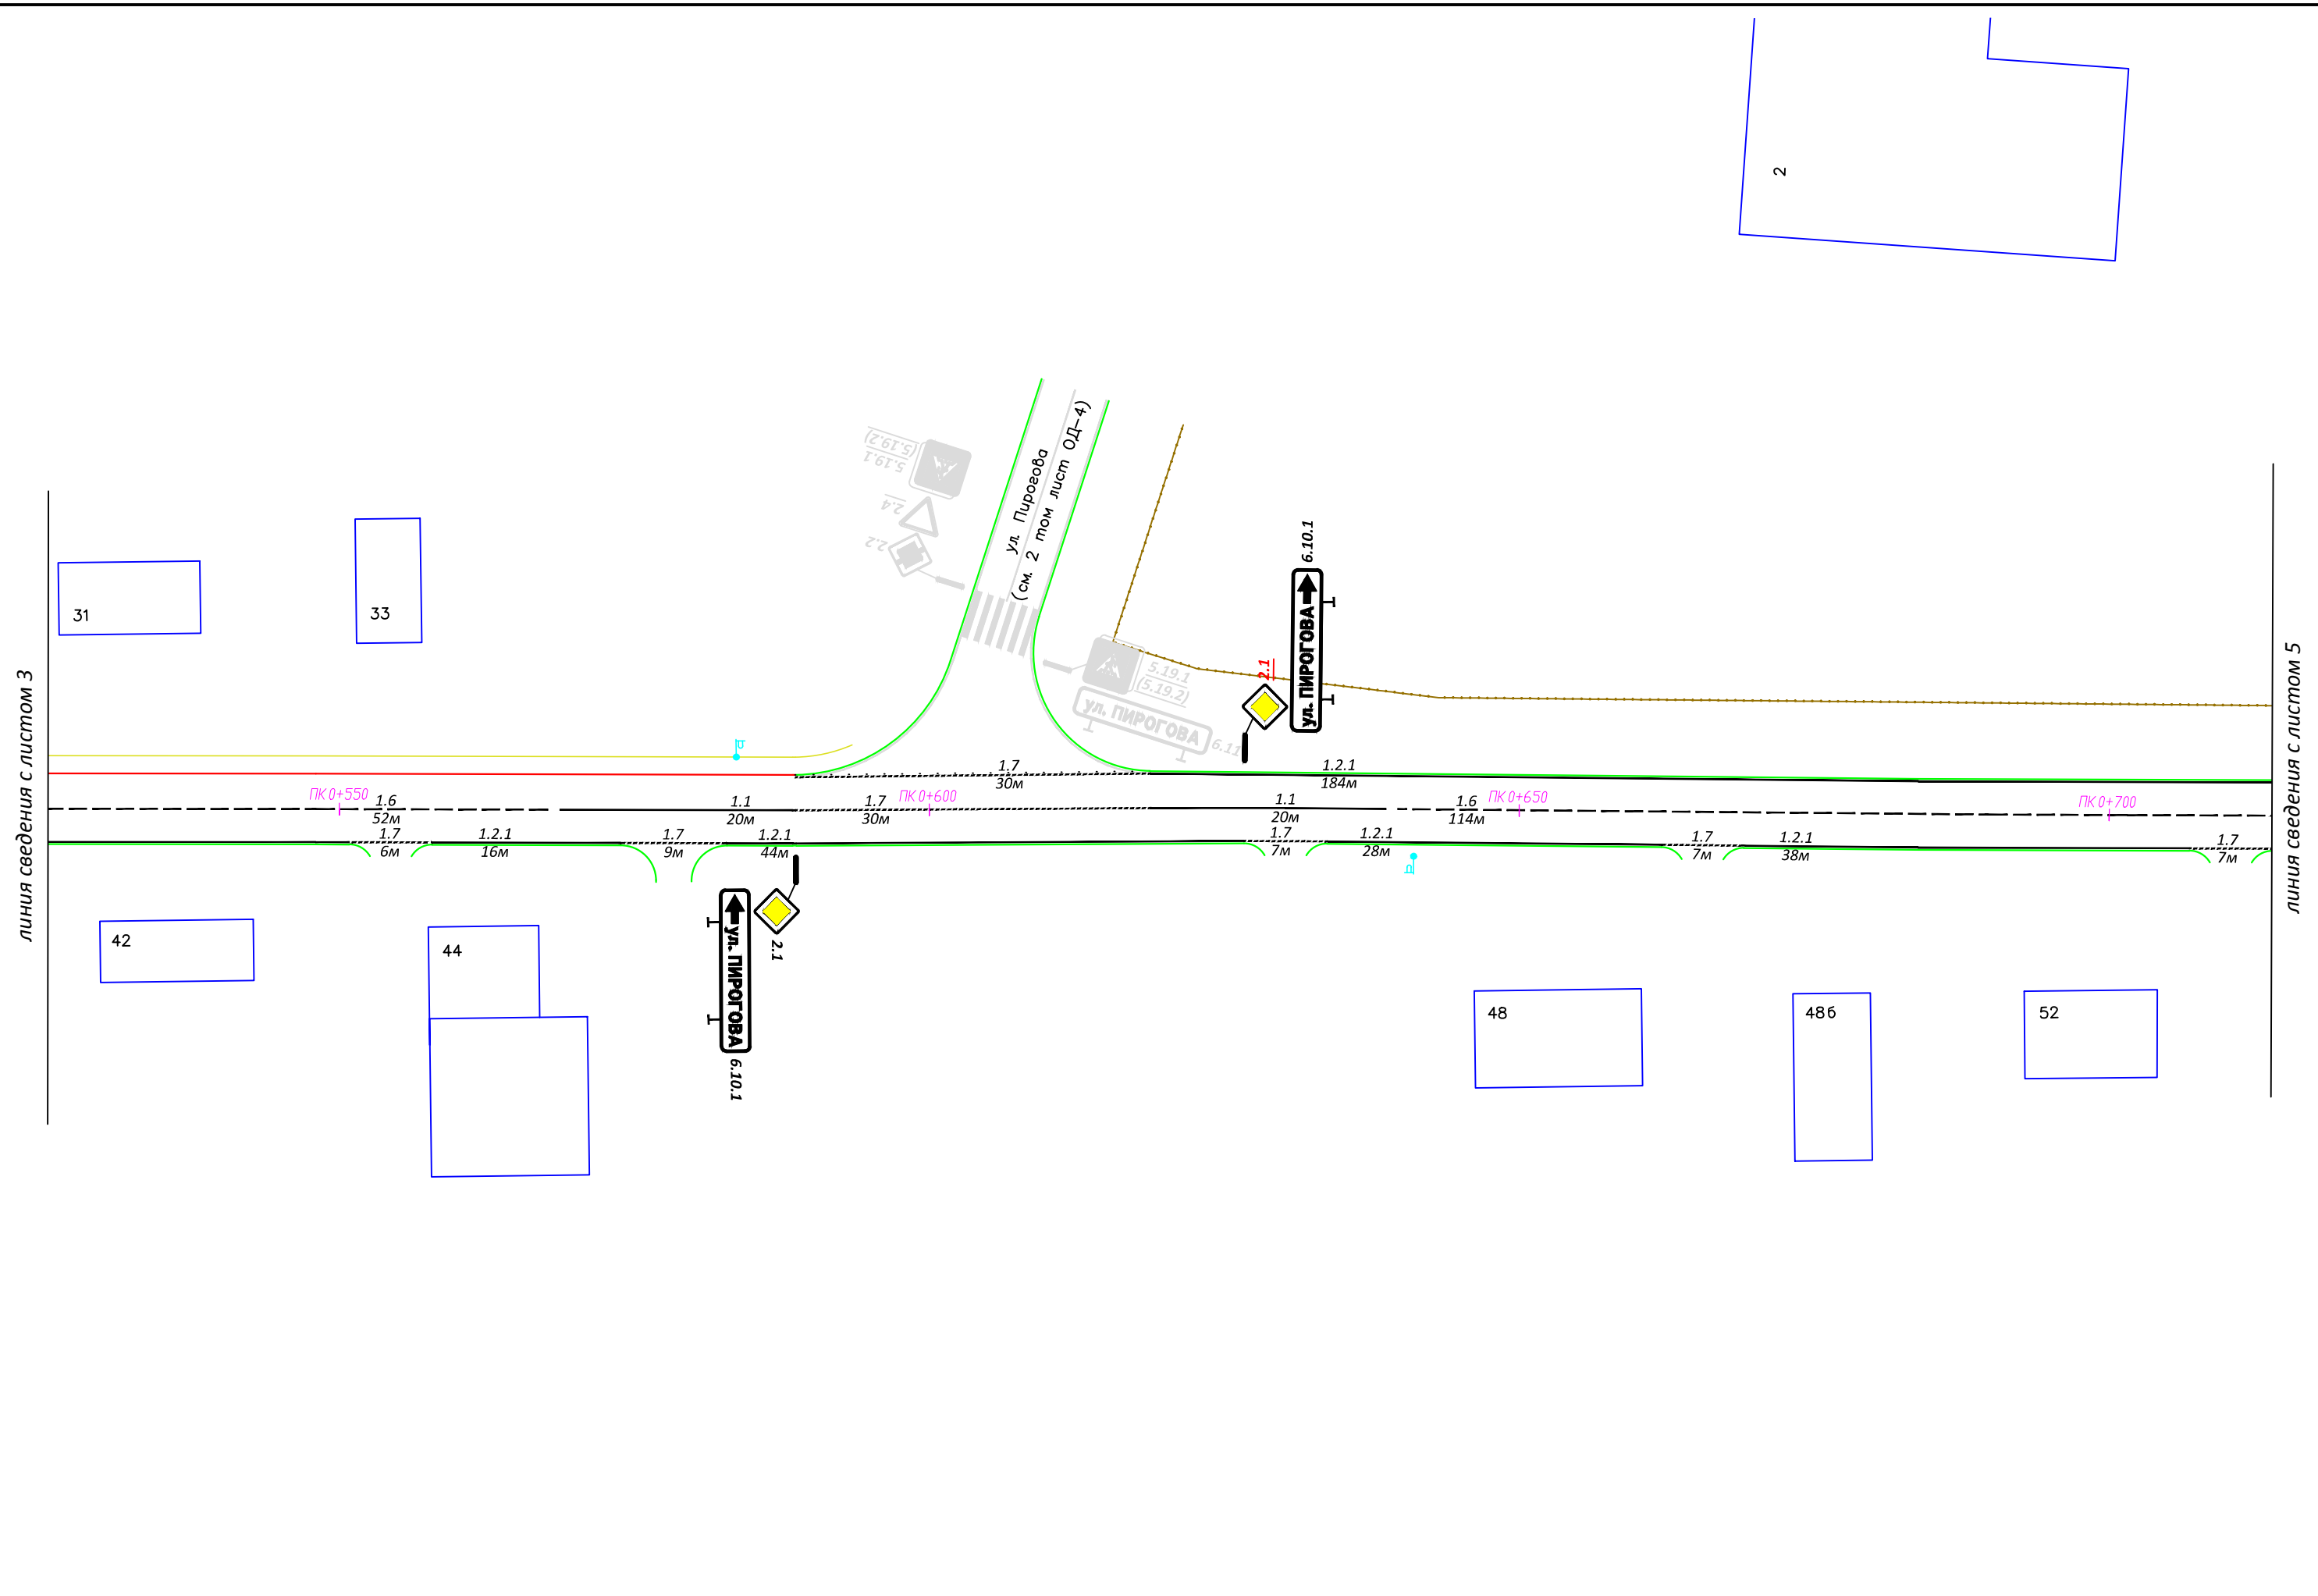 2
5.19.1
(5.19.2)
2.4
2.2
ул. Пирогова
(см. 2 том лист ОД-4)
6.10.1
ул. ПИРОГОВА
2.1
31
33
5.19.1
(5.19.2)
ул. ПИРОГОВА
6.11
линия сведения с листом 3
линия сведения с листом 5
1.7
30м
1.2.1
184м
ПК 0+550
1.6
52м
1.1
20м
1.7
30м
ПК 0+600
1.1
20м
1.6
114м
ПК 0+650
ПК 0+700
1.7
6м
1.2.1
16м
1.7
9м
1.2.1
44м
1.7
7м
1.2.1
28м
1.7
7м
1.2.1
38м
1.7
7м
42
44
ул. ПИРОГОВА
6.10.1
2.1
48
48б
52